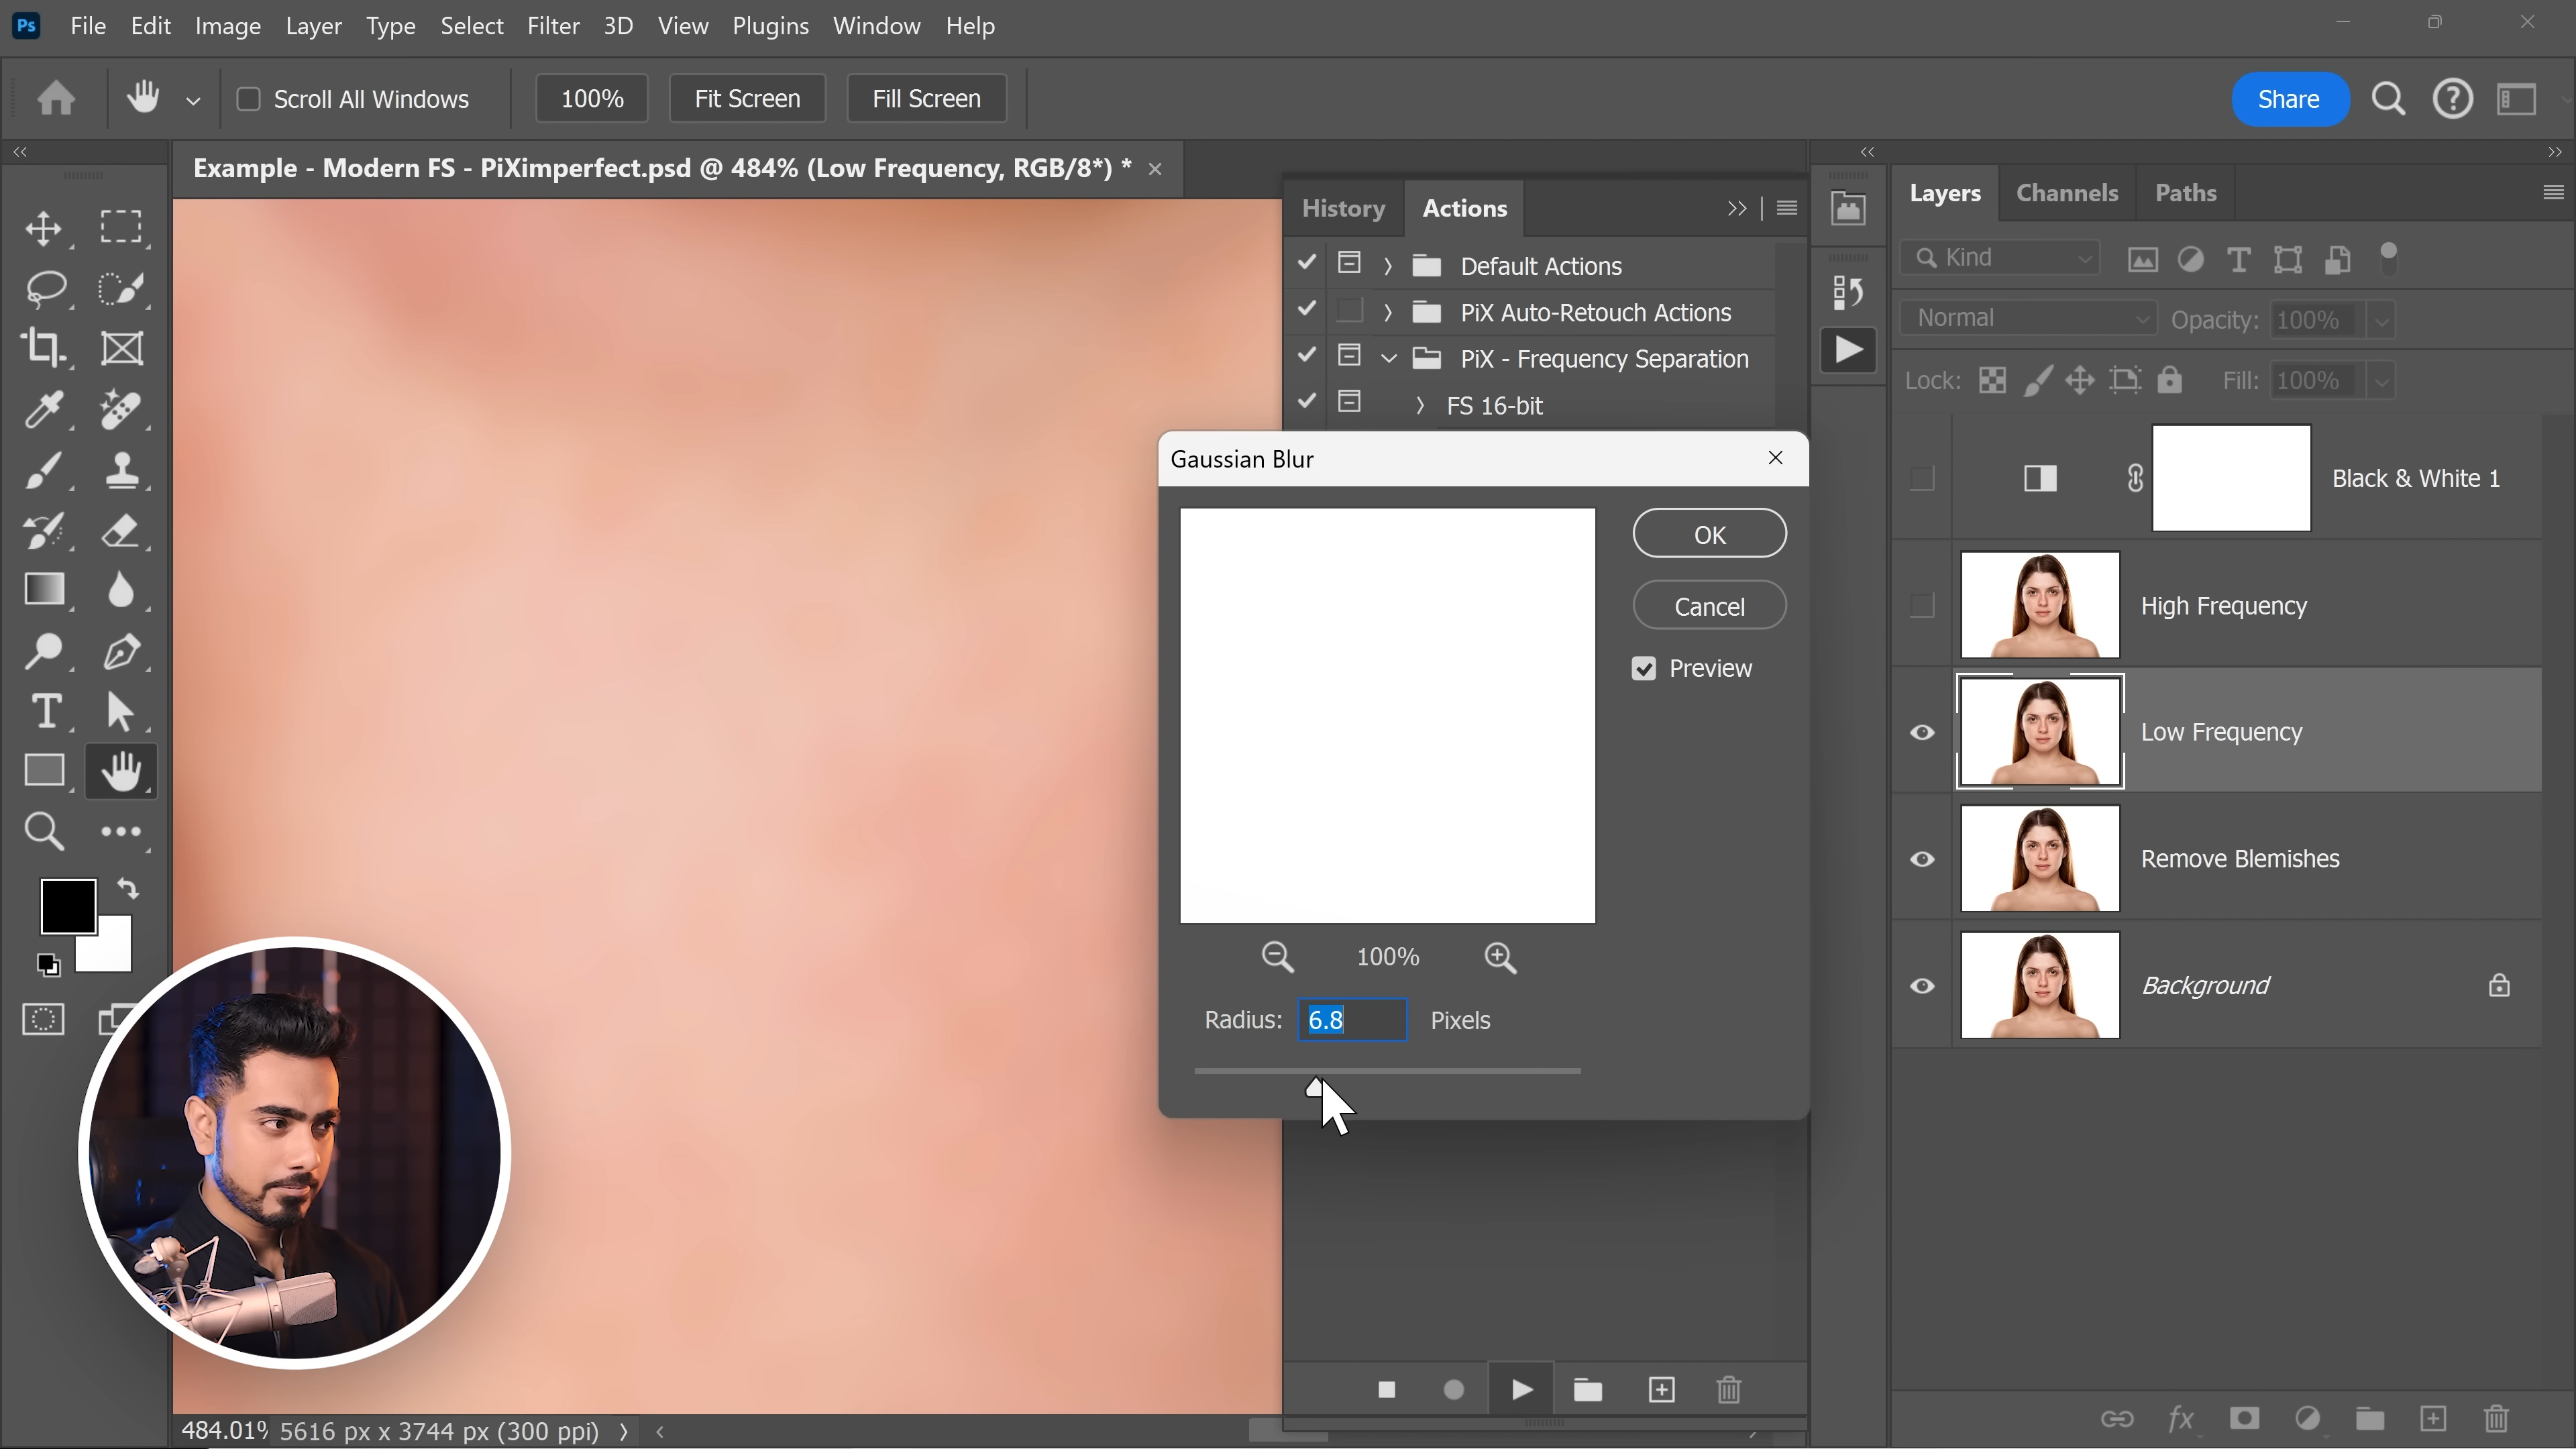 Ps File Edit Image Layer Type Select Filter 3D View Plugins Window Help
Scroll All Windows 100% Fit Screen Fill Screen Share
Example - Modern FS - PiXimperfect.psd @ 484% (Low Frequency, RGB/8*) *
History Actions
Default Actions
PiX Auto-Retouch Actions
PiX - Frequency Separation
FS 16-bit
Gaussian Blur
OK
Cancel
Preview
100%
Radius: 6.8 Pixels
Layers Channels Paths
Kind
Normal Opacity: 100%
Lock: Fill: 100%
Black & White 1
High Frequency
Low Frequency
Remove Blemishes
Background
fx
484.01% 5616 px x 3744 px (300 ppi)